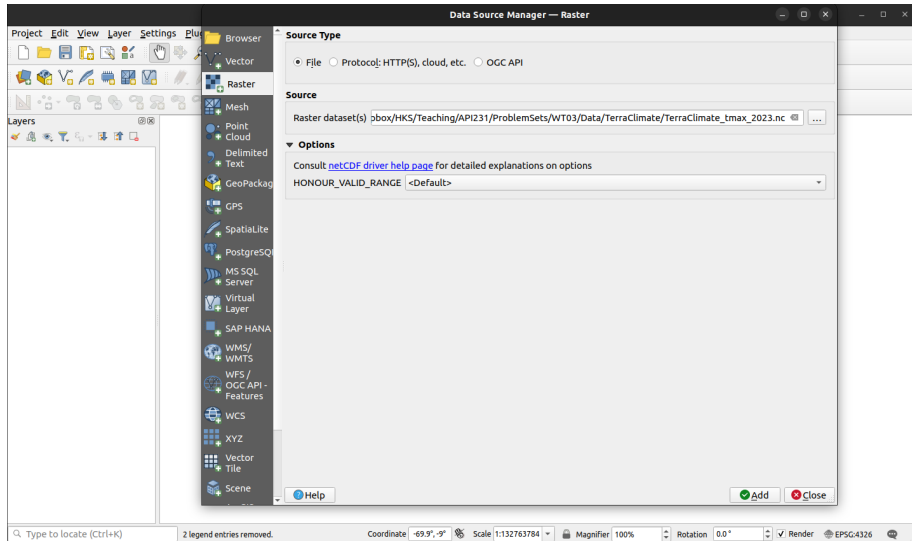 Data Source Manager — Raster
Project Edit View Layer Settings Plu
Browser
Vector
Raster
Mesh
Point
Cloud
Delimited
Text
GeoPackag
GPS
SpatiaLite
PostgreSQ
MS SQL
Server
Virtual
Layer
SAP HANA
WMS/
WMTS
WFS /
OGC API -
Features
WCS
XYZ
Vector
Tile
Scene
Source Type
File Protocol: HTTP(S), cloud, etc. OGC API
Source
Raster dataset(s) pbox/HKS/Teaching/API231/ProblemSets/WT03/Data/TerraClimate/TerraClimate_tmax_2023.nc ...
Options
Consult netCDF driver help page for detailed explanations on options
HONOUR_VALID_RANGE <Default>
Help Add Close
Layers
Type to locate (Ctrl+K) 2 legend entries removed. Coordinate -69.9°,-9° Scale 1:132763784 Magnifier 100% Rotation 0.0° Render EPSG:4326